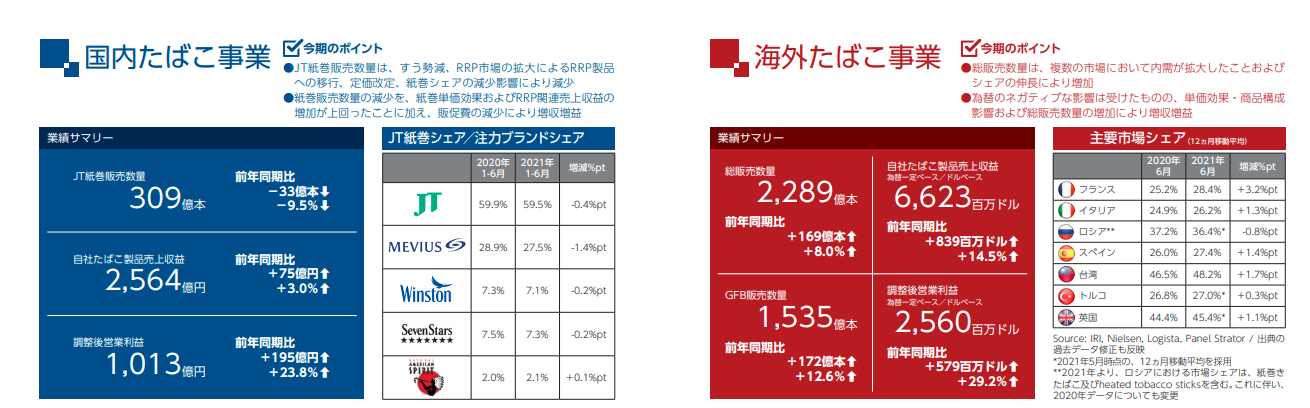 国内たばこ事業
今期のポイント
●JT紙巻販売数量は、すう勢減、RRP市場の拡大によるRRP製品
への移行、定価改定、紙巻シェアの減少影響により減少
●紙巻販売数量の減少を、紙巻単価効果およびRRP関連売上収益の
増加が上回ったことに加え、販促費の減少により増収増益
業績サマリー
JT紙巻販売数量
309億本
前年同期比
−33億本⬇
−9.5%⬇
自社たばこ製品売上収益
2,564億円
前年同期比
+75億円⬆
+3.0%⬆
調整後営業利益
1,013億円
前年同期比
+195億円⬆
+23.8%⬆
JT紙巻シェア／注力ブランドシェア
2020年 2021年 増減%pt
1-6月 1-6月
JT 59.9% 59.5% -0.4%pt
MEVIUS 28.9% 27.5% -1.4%pt
Winston 7.3% 7.1% -0.2%pt
SevenStars 7.5% 7.3% -0.2%pt
★★★★★★★
AMERICAN
SPIRIT 2.0% 2.1% +0.1%pt
海外たばこ事業
今期のポイント
●総販売数量は、複数の市場において内需が拡大したことおよび
シェアの伸長により増加
●為替のネガティブな影響は受けたものの、単価効果・商品構成
影響および総販売数量の増加により増収増益
業績サマリー
総販売数量
2,289億本
前年同期比
+169億本⬆
+8.0%⬆
自社たばこ製品売上収益
為替一定ベース／ドルベース
6,623百万ドル
前年同期比
+839百万ドル⬆
+14.5%⬆
GFB販売数量
1,535億本
前年同期比
+172億本⬆
+12.6%⬆
調整後営業利益
為替一定ベース／ドルベース
2,560百万ドル
前年同期比
+579百万ドル⬆
+29.2%⬆
主要市場シェア (12ヵ月移動平均)
2020年 2021年 増減%pt
6月 6月
フランス 25.2% 28.4% +3.2%pt
イタリア 24.9% 26.2% +1.3%pt
ロシア** 37.2% 36.4%* -0.8%pt
スペイン 26.0% 27.4% +1.4%pt
台湾 46.5% 48.2% +1.7%pt
トルコ 26.8% 27.0%* +0.3%pt
英国 44.4% 45.4%* +1.1%pt
Source: IRI, Nielsen, Logista, Panel Strator / 出典の
過去データ修正も反映
*2021年5月時点の、12ヵ月移動平均を採用
**2021年より、ロシアにおける市場シェアは、紙巻き
たばこ及びheated tobacco sticksを含む。これに伴い、
2020年データについても変更